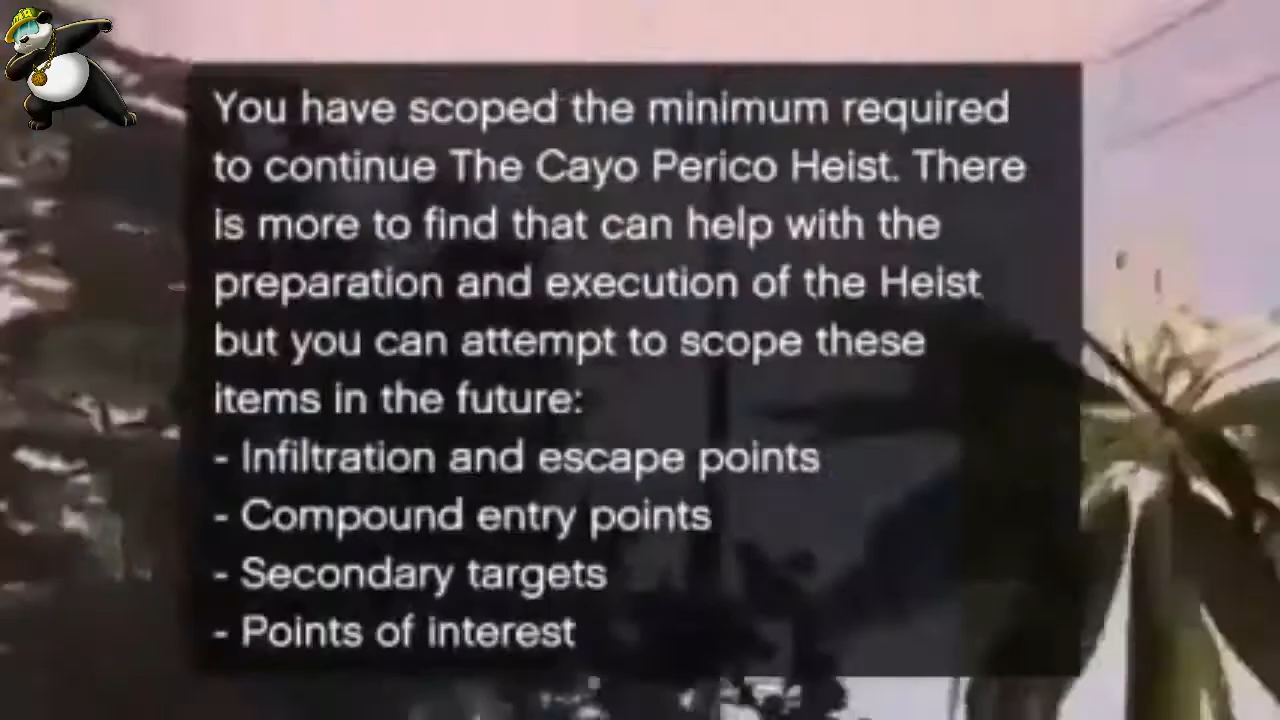 You have scoped the minimum required
to continue The Cayo Perico Heist. There
is more to find that can help with the
preparation and execution of the Heist
but you can attempt to scope these
items in the future:
- Infiltration and escape points
- Compound entry points
- Secondary targets
- Points of interest